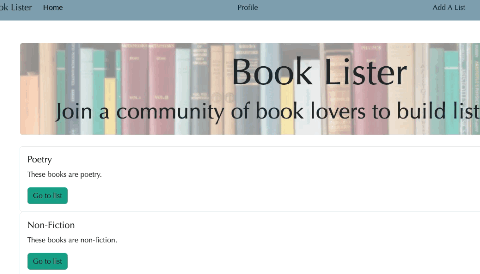 ok Lister Home Profile Add A List
Book Lister
Join a community of book lovers to build list
Poetry
These books are poetry.
Go to list
Non-Fiction
These books are non-fiction.
Go to list